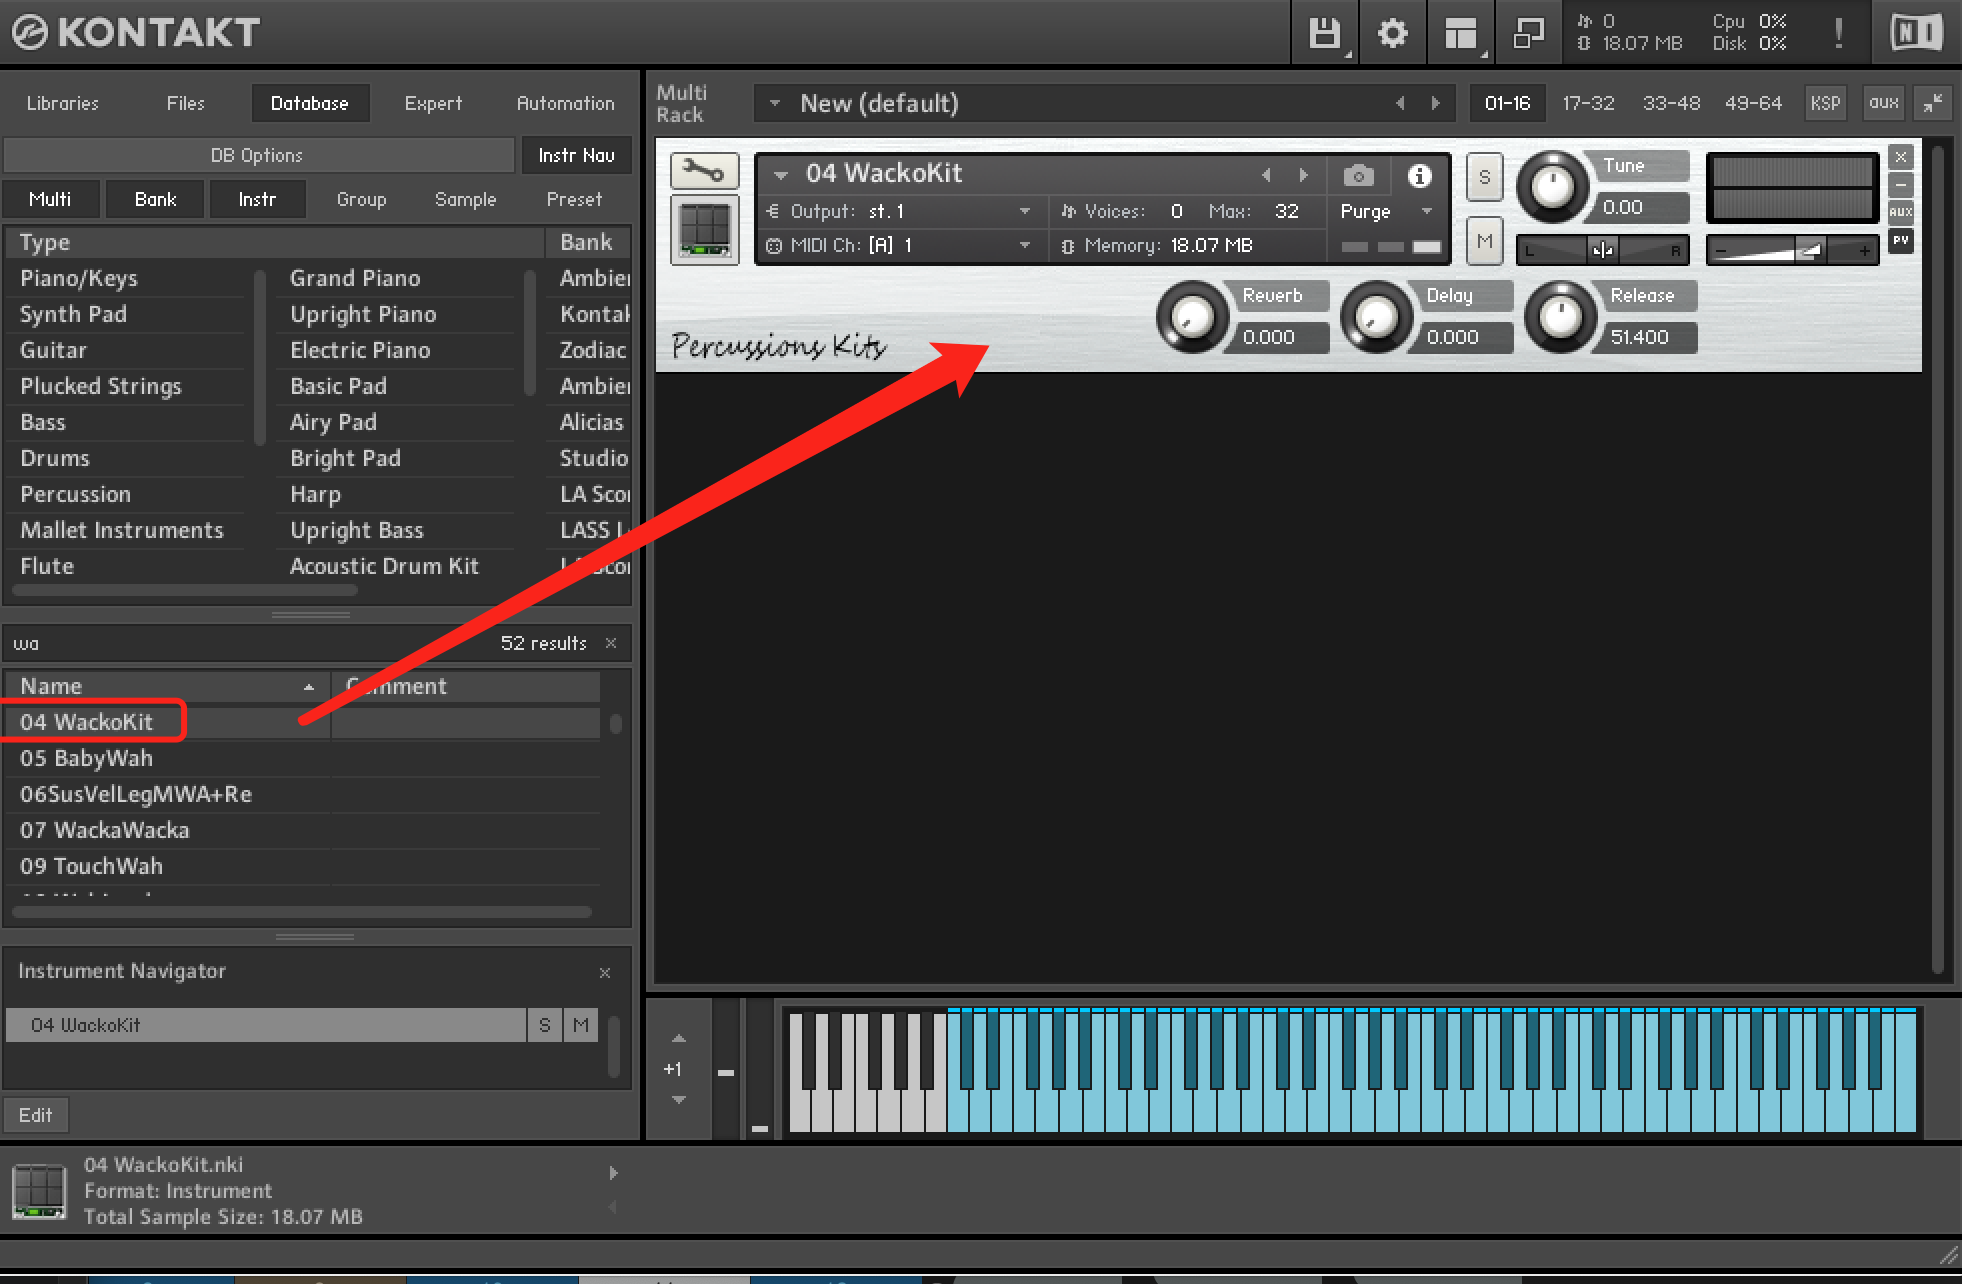 KONTAKT
0
18.07 MB
Cpu 0%
Disk 0%
!
NI
Libraries Files Database Expert Automation
DB Options Instr Nav
Multi Bank Instr Group Sample Preset
Type Bank
Piano/Keys Grand Piano Ambie
Synth Pad Upright Piano Konta
Guitar Electric Piano Zodiac
Plucked Strings Basic Pad Ambie
Bass Airy Pad Alicias
Drums Bright Pad Studio
Percussion Harp LA Sco
Mallet Instruments Upright Bass LASS
Flute Acoustic Drum Kit
wa 52 results ×
Name Comment
04 WackoKit
05 BabyWah
06SusVelLegMWA+Re
07 WackaWacka
09 TouchWah
Instrument Navigator ×
04 WackoKit S M
Edit
04 WackoKit.nki
Format: Instrument
Total Sample Size: 18.07 MB
Multi
Rack
New (default)
01-16 17-32 33-48 49-64 KSP aux
04 WackoKit
Output: st.1 Voices: 0 Max: 32 Purge
MIDI Ch: [A] 1 Memory: 18.07 MB
S
M
Tune
0.00
L R
- +
×
-
AUX
PV
Percussions Kits
Reverb
0.000
Delay
0.000
Release
51.400
+1